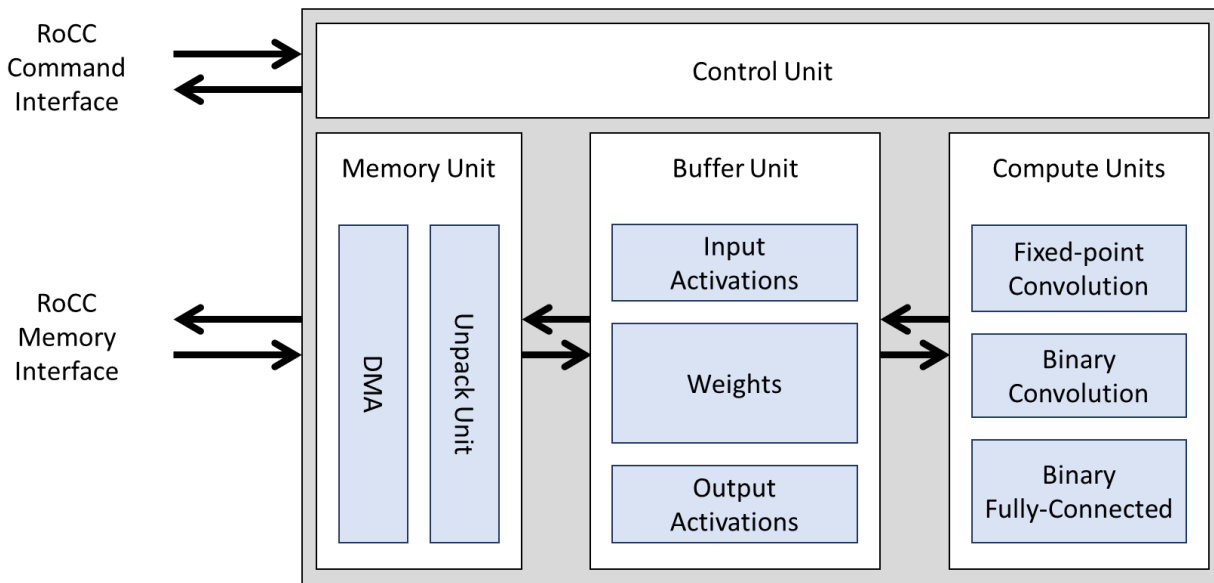 RoCC
Command
Interface
Control Unit
Memory Unit
Buffer Unit
Compute Units
RoCC
Memory
Interface
DMA
Unpack Unit
Input
Activations
Weights
Output
Activations
Fixed-point
Convolution
Binary
Convolution
Binary
Fully-Connected